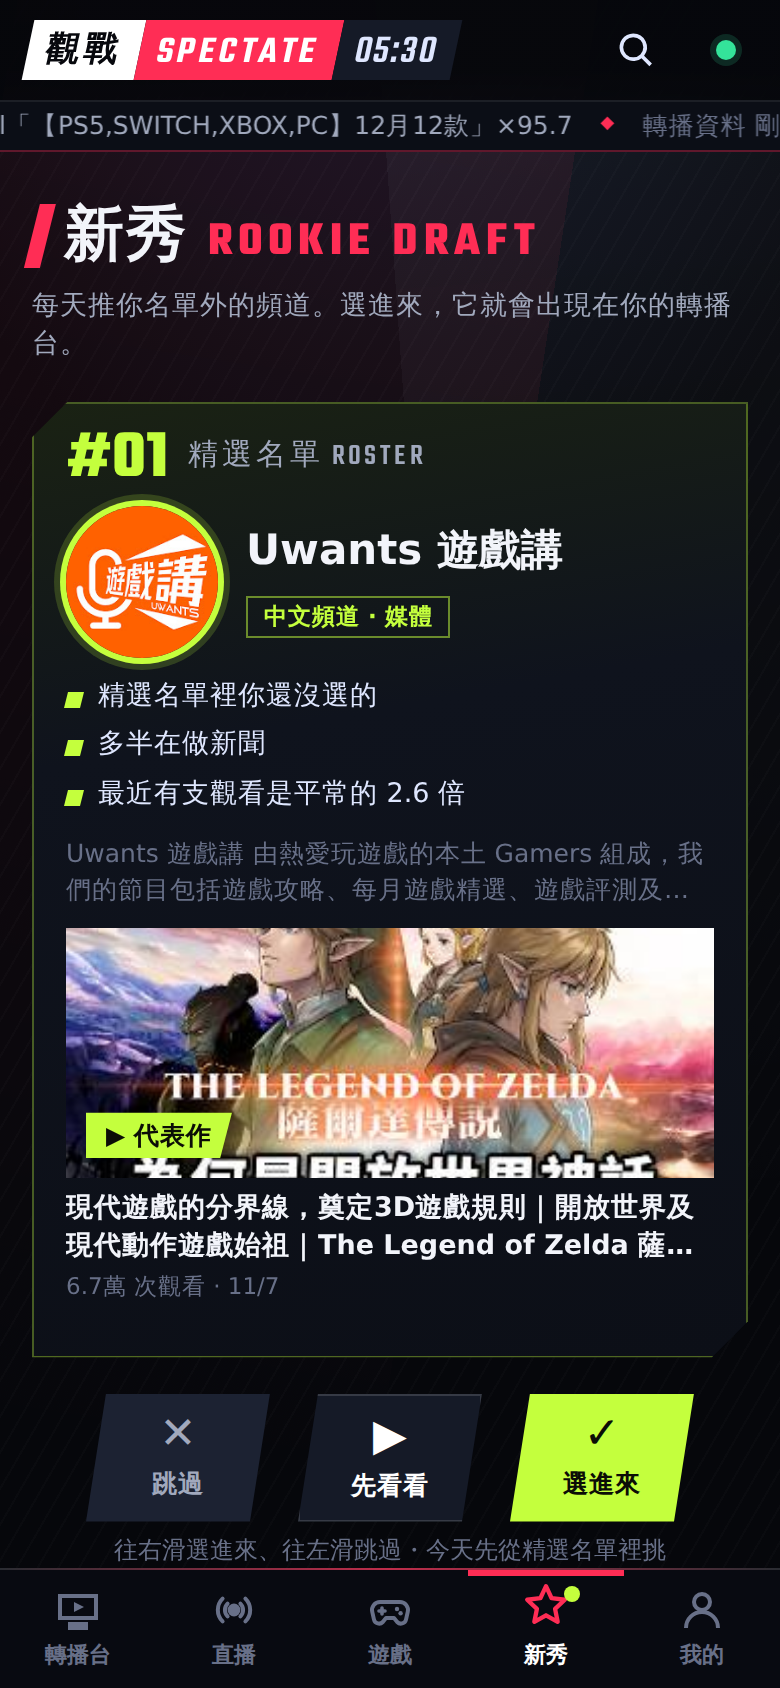 觀戰 SPECTATE 05:30
「【PS5,SWITCH,XBOX,PC】12月12款」×95.7 ◆ 轉播資料 剛
新秀 ROOKIE DRAFT
每天推你名單外的頻道。選進來，它就會出現在你的轉播
台。
#01 精選名單 ROSTER
遊戲講
UWANTS
Uwants 遊戲講
中文頻道・媒體
精選名單裡你還沒選的
多半在做新聞
最近有支觀看是平常的 2.6 倍
Uwants 遊戲講 由熱愛玩遊戲的本土 Gamers 組成，我
們的節目包括遊戲攻略、每月遊戲精選、遊戲評測及…
THE LEGEND OF ZELDA
薩爾達傳說
為何是開放世界神話
▶ 代表作
現代遊戲的分界線，奠定3D遊戲規則｜開放世界及
現代動作遊戲始祖｜The Legend of Zelda 薩…
6.7萬 次觀看 · 11/7
跳過
先看看
選進來
往右滑選進來、往左滑跳過・今天先從精選名單裡挑
轉播台
直播
遊戲
新秀
我的